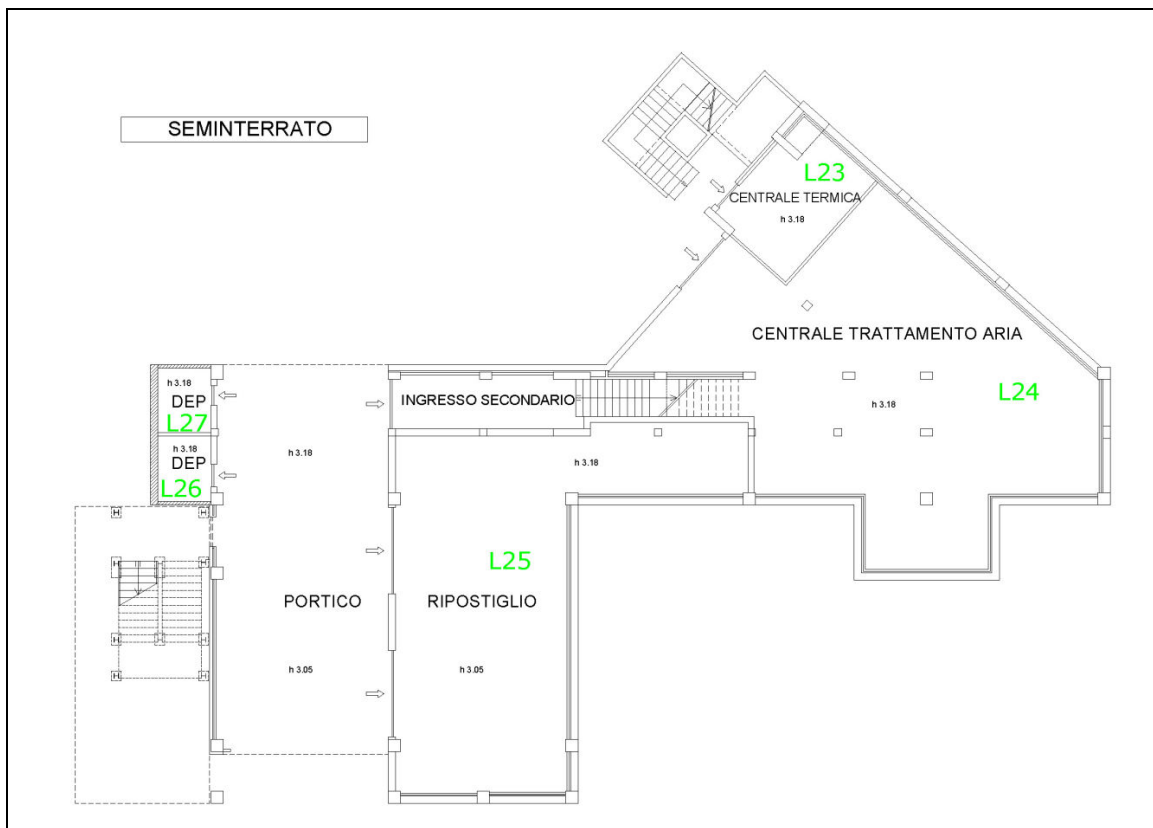 SEMINTERRATO
L23
CENTRALE TERMICA
h 3.18
CENTRALE TRATTAMENTO ARIA
L24
h 3.18
h 3.18
DEP
L27
h 3.18
DEP
L26
INGRESSO SECONDARIO
h 3.18
h 3.18
L25
PORTICO
RIPOSTIGLIO
h 3.05
h 3.05